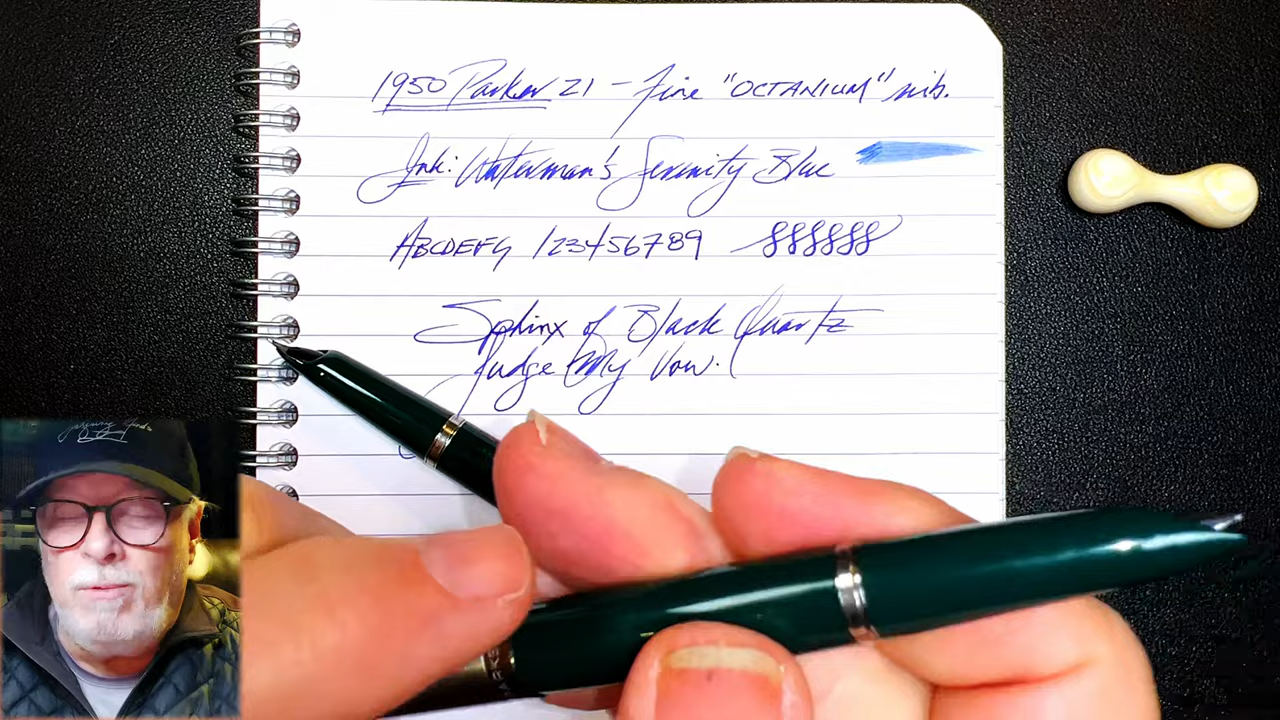 1950 Parker 21 - Fine "OCTANIUM" nib.
Ink: Waterman's Serenity Blue
ABCDEFG 123456789
Sphinx of Black Quartz
Judge My Vow.